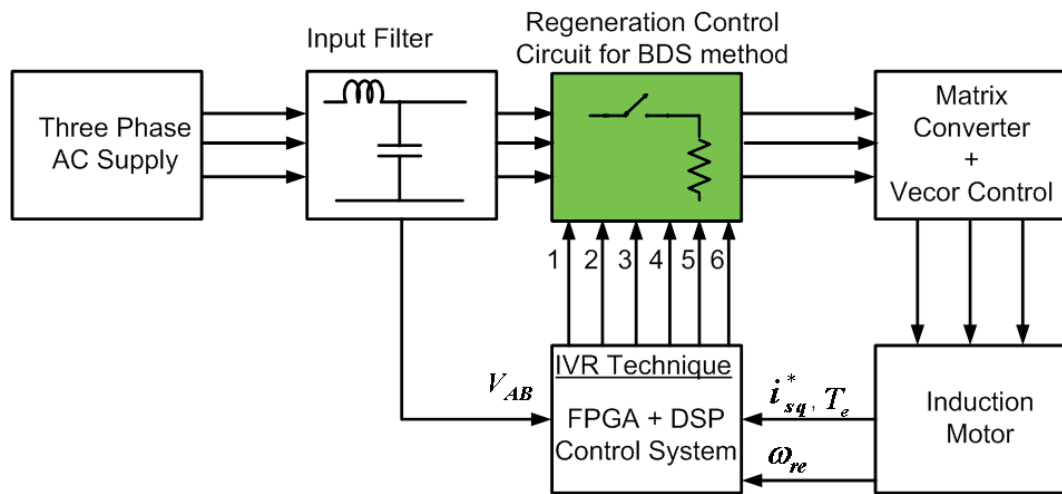 Input Filter
Regeneration Control
Circuit for BDS method
Three Phase
AC Supply
Matrix
Converter
+
Vecor Control
1 2 3 4 5 6
IVR Technique
FPGA + DSP
Control System
V_AB
i*_sq, T_e
ω_re
Induction
Motor